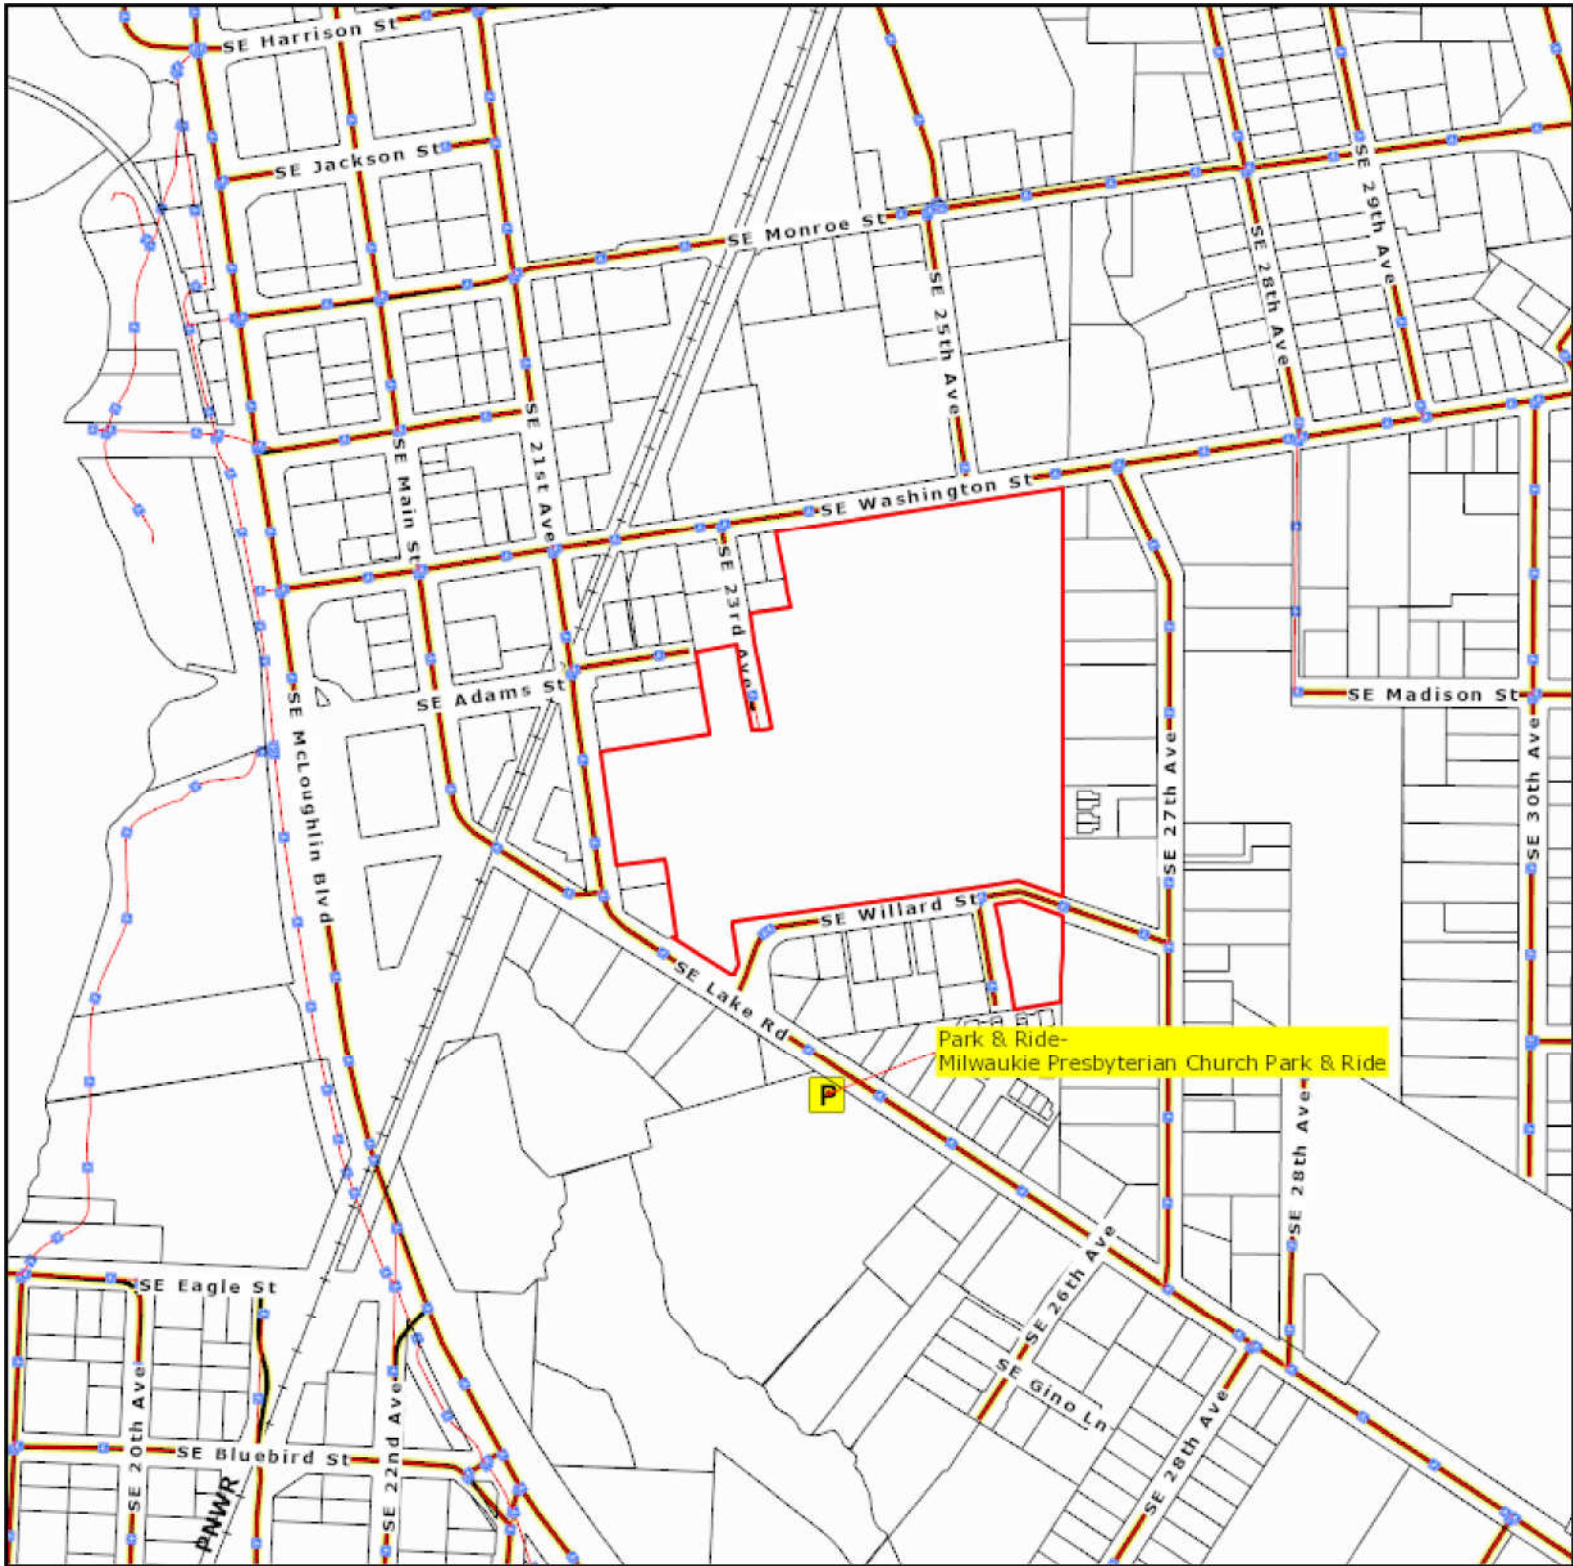 SE Harrison St
SE Jackson St
SE Monroe St
SE 29th Ave
SE 28th Ave
SE 25th Ave
SE 21st Ave
SE Main St
SE Washington St
SE 23rd Ave
SE Adams St
SE Madison St
SE McLoughlin Blvd
SE 27th Ave
SE 30th Ave
SE Willard St
SE Lake Rd
Park & Ride-
Milwaukie Presbyterian Church Park & Ride
P
SE 28th Ave
SE 26th Ave
SE Eagle St
SE Gino Ln
SE 20th Ave
SE 22nd Ave
SE 28th Ave
SE Bluebird St
PNWR